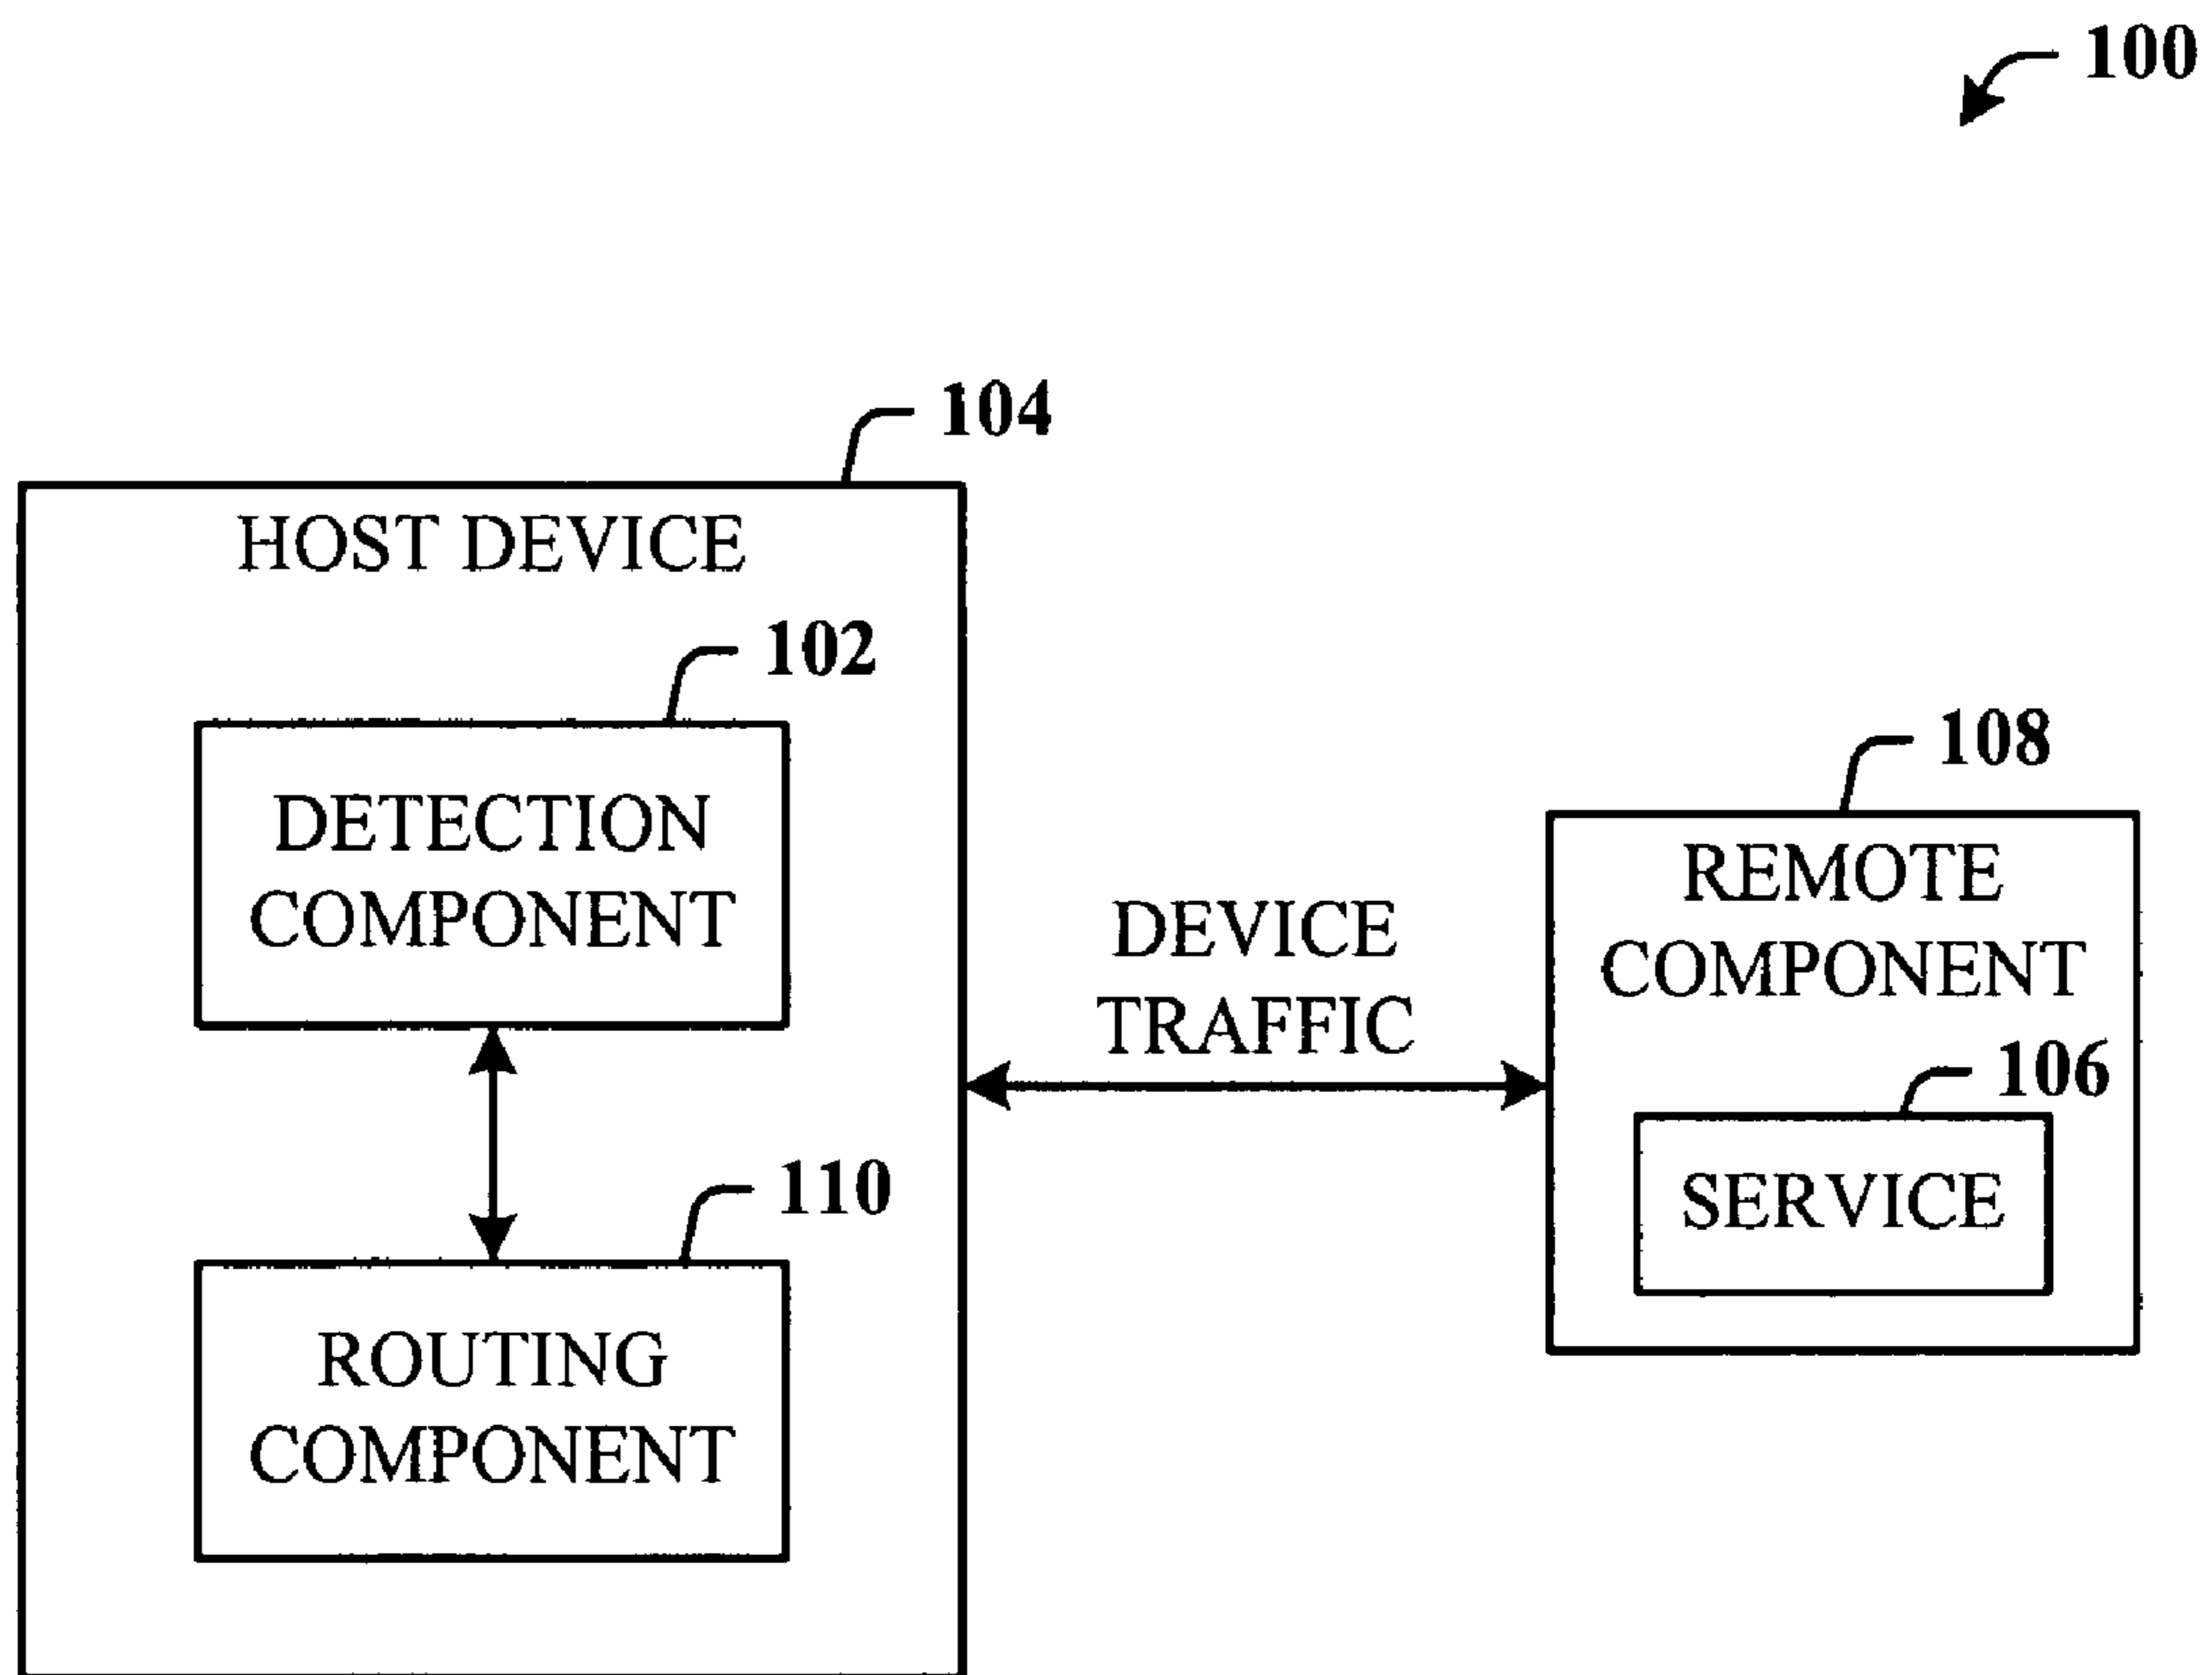 100
104
HOST DEVICE
102
DETECTION
COMPONENT
110
ROUTING
COMPONENT
DEVICE
TRAFFIC
108
REMOTE
COMPONENT
106
SERVICE